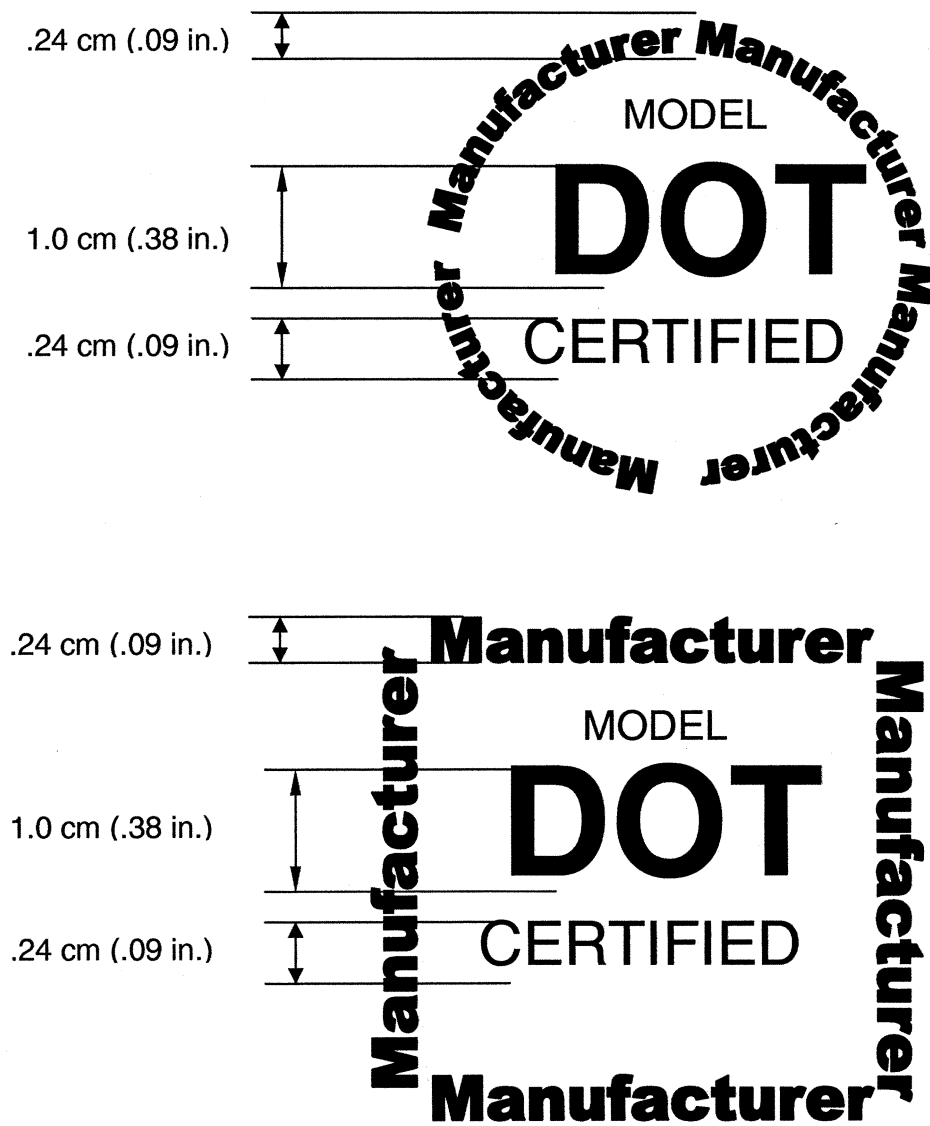 .24 cm (.09 in.)
Manufacturer Manufacturer Manufacturer Manufacturer
MODEL
1.0 cm (.38 in.)
DOT
.24 cm (.09 in.)
CERTIFIED
.24 cm (.09 in.)
Manufacturer
Manufacturer
Manufacturer
MODEL
1.0 cm (.38 in.)
DOT
.24 cm (.09 in.)
CERTIFIED
Manufacturer